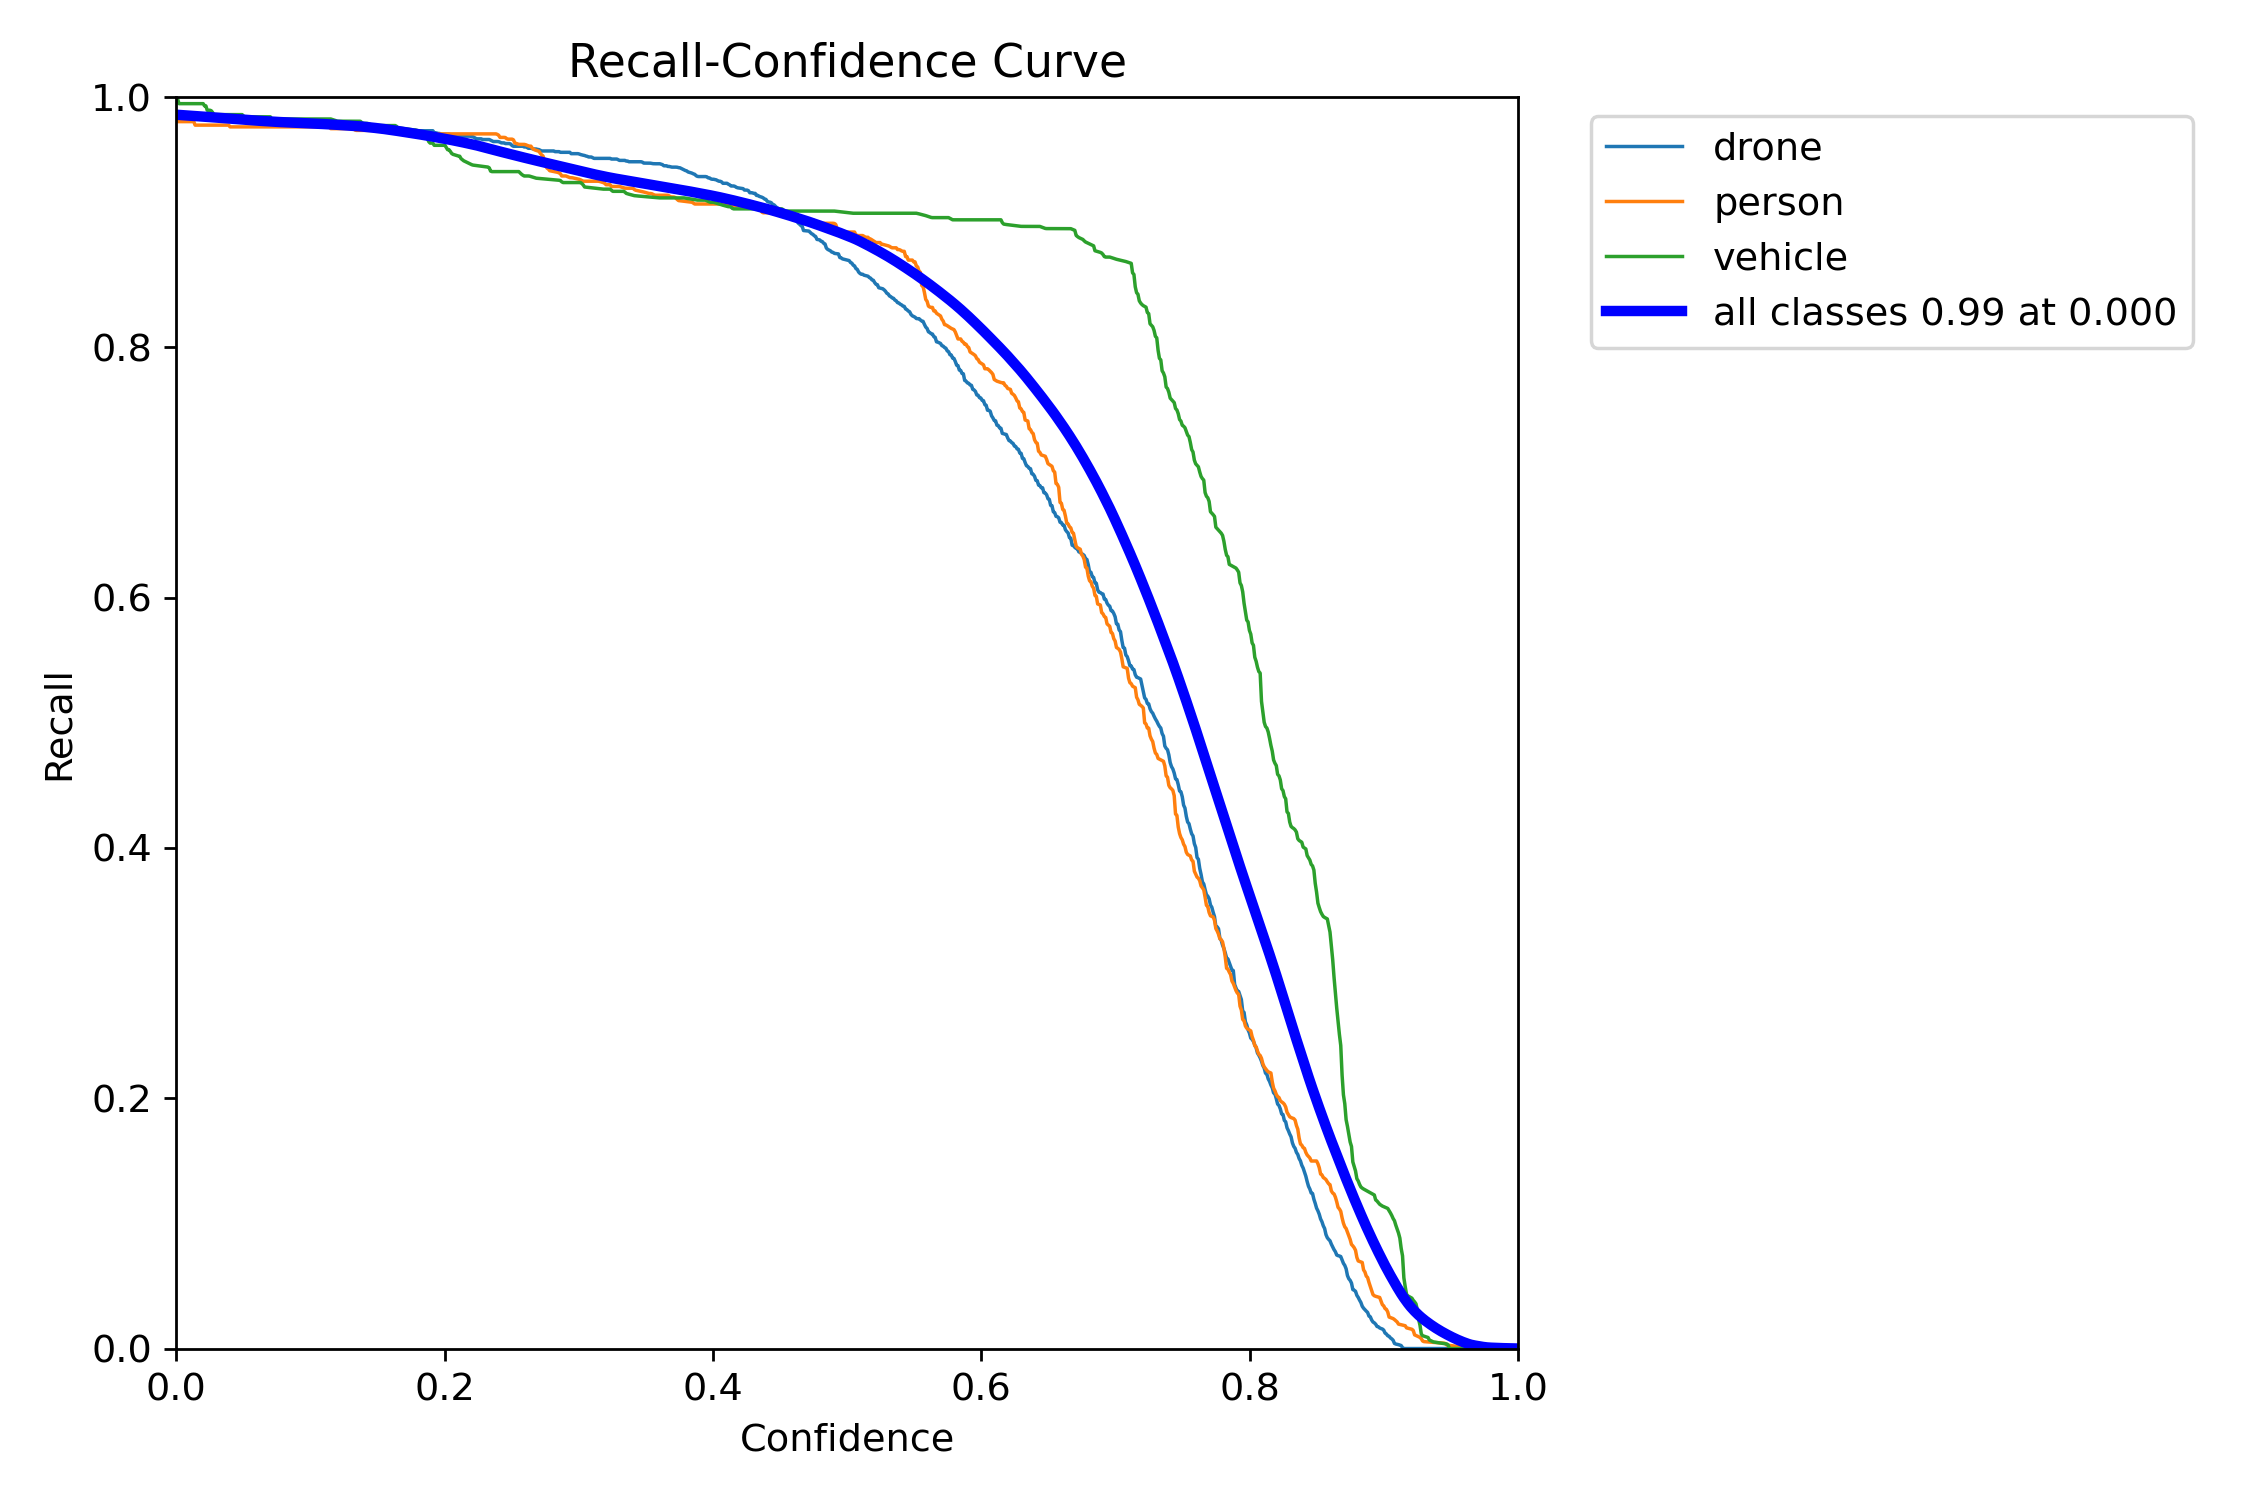 Recall-Confidence Curve
1.0
0.8
0.6
0.4
0.2
0.0
Recall
0.0 0.2 0.4 0.6 0.8 1.0
Confidence
drone
person
vehicle
all classes 0.99 at 0.000